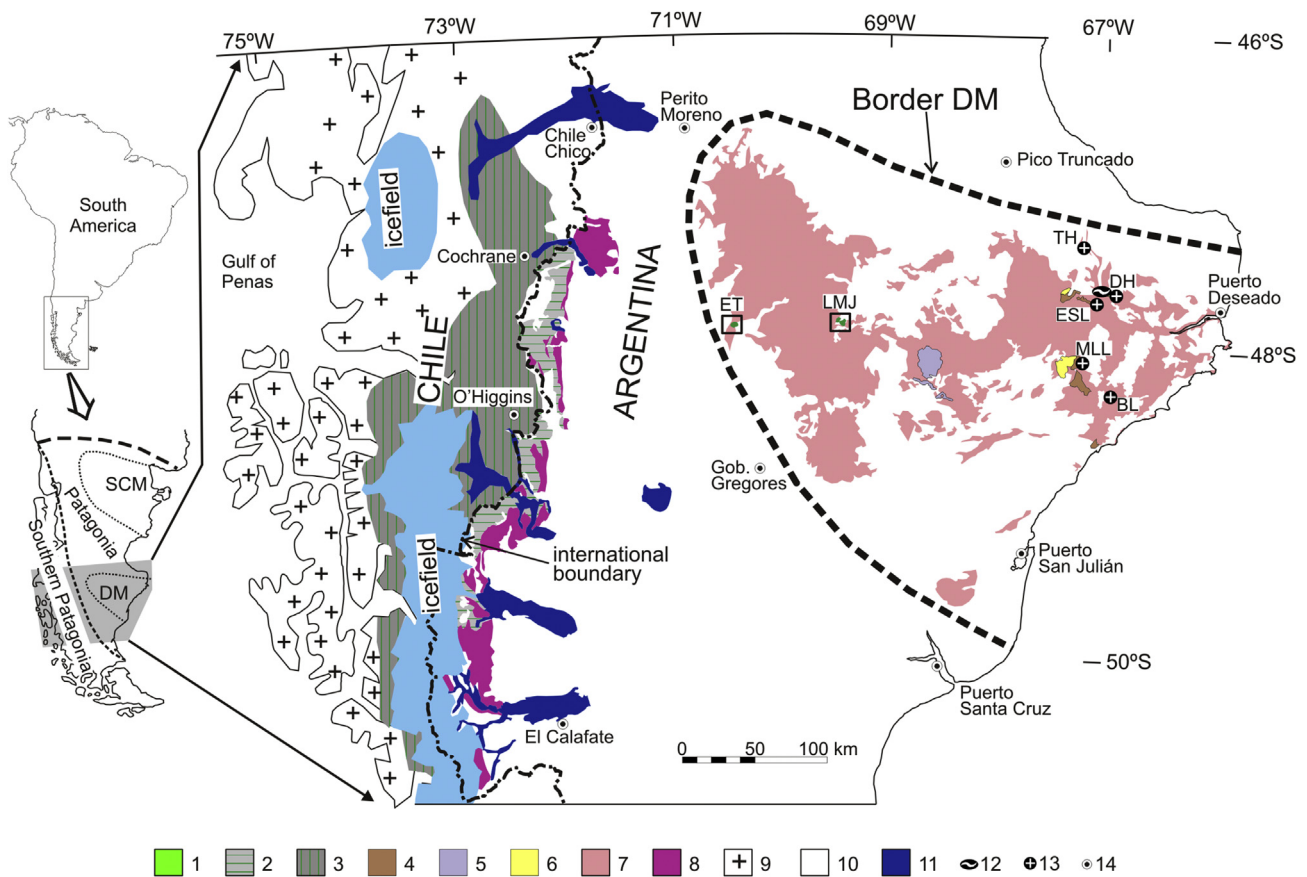 75ºW
73ºW
71ºW
69ºW
67ºW
46ºS
South
America
Gulf of
Penas
icefield
Cochrane
CHILE
O'Higgins
icefield
international
boundary
El Calafate
Chile
Chico
Perito
Moreno
ARGENTINA
Border DM
Pico Truncado
TH
DH
ESL
Puerto
Deseado
ET
LMJ
MLL
BL
48ºS
Gob.
Gregores
Puerto
San Julián
50ºS
Puerto
Santa Cruz
0 50 100 km
SCM
Patagonia
Southern Patagonia
DM
1 2 3 4 5 6 7 8 9 10 11 12 13 14